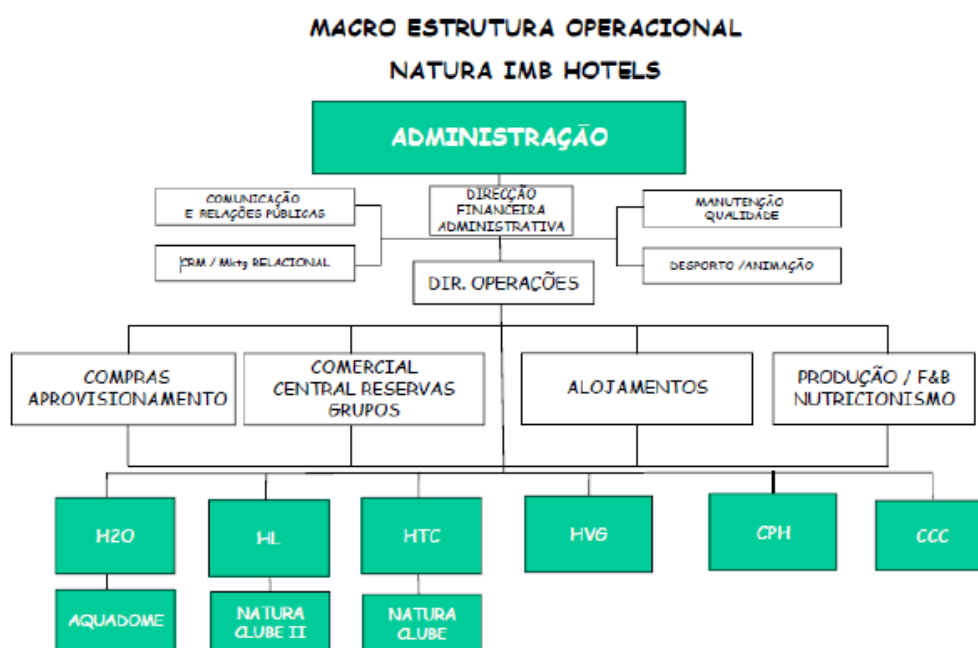 MACRO ESTRUTURA OPERACIONAL
NATURA IMB HOTELS
ADMINISTRAÇÃO
COMUNICAÇÃO
E RELAÇÕES PÚBLICAS
DIRECÇÃO
FINANCEIRA
ADMINISTRATIVA
MANUTENÇÃO
QUALIDADE
CRM / Mktg RELACIONAL
DESPORTO /ANIMAÇÃO
DIR. OPERAÇÕES
COMPRAS
APROVISIONAMENTO
COMERCIAL
CENTRAL RESERVAS
GRUPOS
ALOJAMENTOS
PRODUÇÃO / F&B
NUTRICIONISMO
H2O
HL
HTC
HVG
CPH
CCC
AQUADOME
NATURA
CLUBE II
NATURA
CLUBE